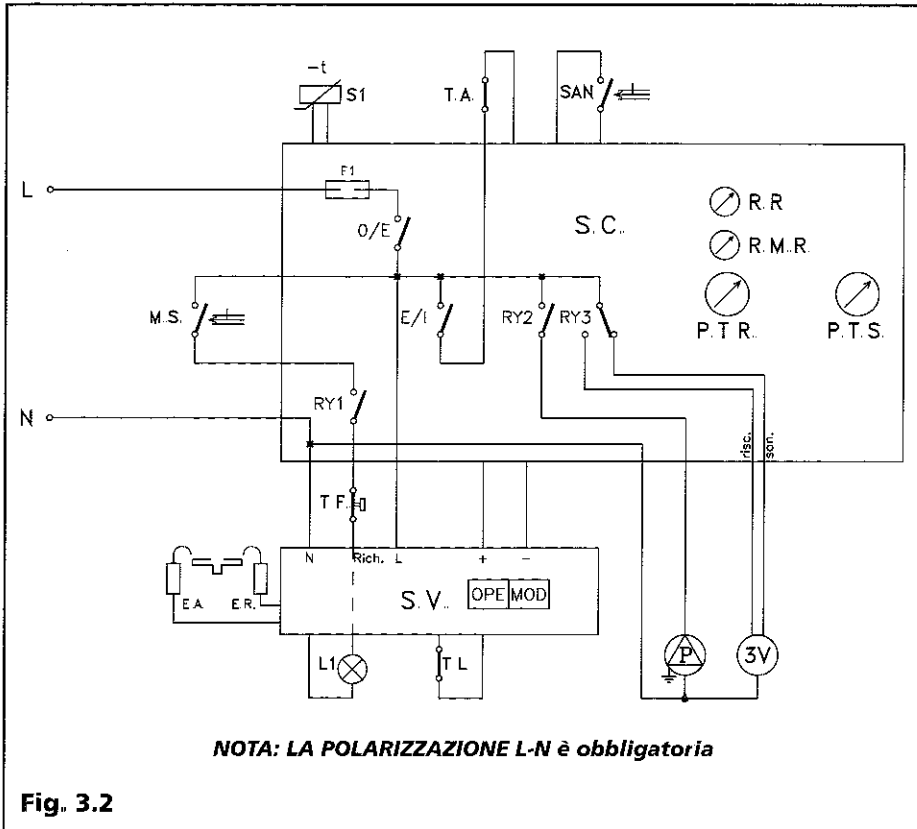 -t
S1
T.A.
SAN
L
F1
O/E
S.C.
R.R
R.M.R.
M.S.
E/I
RY2
RY3
P.T.R.
P.T.S.
N
RY1
risc.
san.
T F.
N Rich. L + -
E.A.
E.R.
S.V.
OPE MOD
L1
T L
P
3V
NOTA: LA POLARIZZAZIONE L-N è obbligatoria
Fig. 3.2